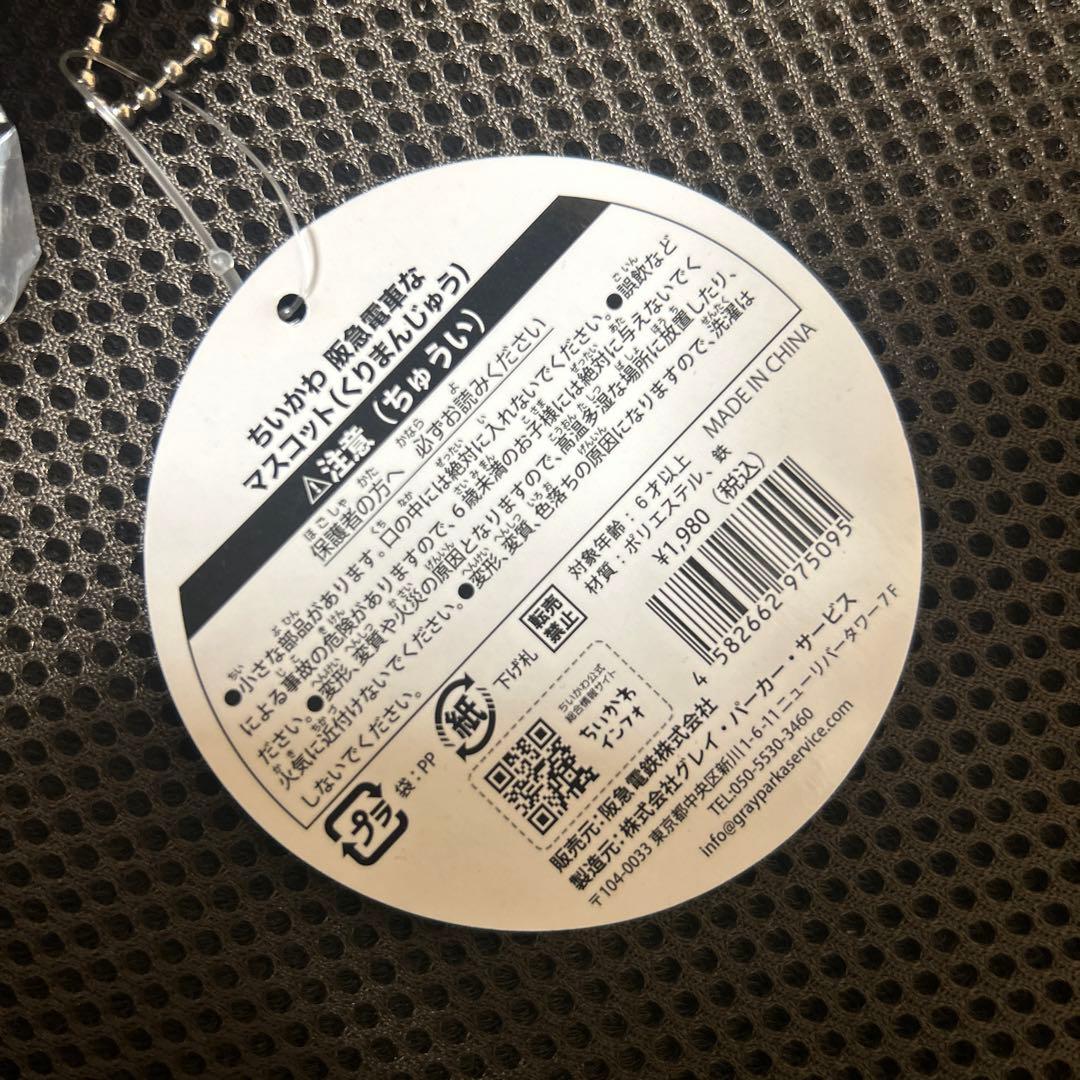 ちいかわ 阪急電車な
マスコット(くりまんじゅう)
⚠注意 (ちゅうい)
保護者の方へ 必ずお読みください
●小さな部品があります。口の中には絶対に入れないでください。●誤飲など
による事故の危険がありますので、6歳未満のお子様には絶対に与えないでく
ださい。●変形、変質や火災の原因となりますので、高温多湿な場所に放置したり、
火気に近付けないでください。●変形、変質、色落ちの原因になりますので、洗濯は
しないでください。
プラ
袋:PP
紙
下げ札
転売
禁止
対象年齢:6才以上
材質:ポリエステル、鉄
¥1,980(税込)
MADE IN CHINA
ちいかわ公式
総合情報サイト
ちいかわ
インフォ
4 582662 975095
販売元:阪急電鉄株式会社
製造元:株式会社グレイ・パーカー・サービス
〒104-0033 東京都中央区新川1-6-11 ニューリバータワー7F
TEL:050-5530-3460
info@grayparkaservice.com